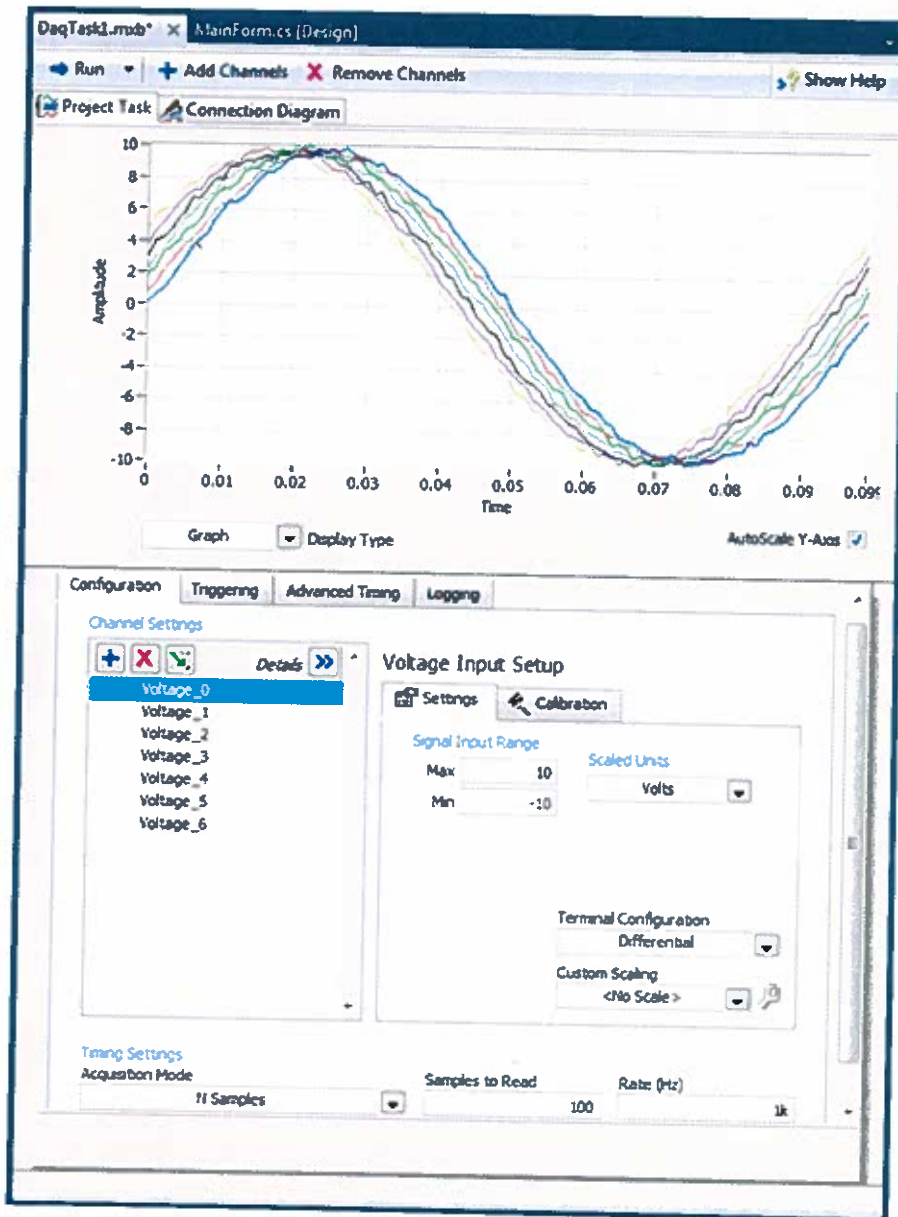 DaqTask1.mxb* X MainForm.cs [Design]
Run Add Channels Remove Channels Show Help
Project Task Connection Diagram
10
8
6
4
2
0
-2
-4
-6
-8
-10
Amplitude
0 0.01 0.02 0.03 0.04 0.05 0.06 0.07 0.08 0.09 0.099
Time
Graph Display Type AutoScale Y-Axis
Configuration Triggering Advanced Timing Logging
Channel Settings
Details
Voltage_0
Voltage_1
Voltage_2
Voltage_3
Voltage_4
Voltage_5
Voltage_6
Voltage Input Setup
Settings Calibration
Signal Input Range
Max 10
Min -10
Scaled Units
Volts
Terminal Configuration
Differential
Custom Scaling
<No Scale>
Timing Settings
Acquisition Mode Samples to Read Rate (Hz)
N Samples 100 1k